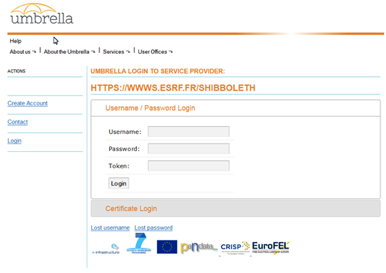 umbrella
Help
About us
About the Umbrella
Services
User Offices
ACTIONS
Create Account
Contact
Login
UMBRELLA LOGIN TO SERVICE PROVIDER:
HTTPS://WWWS.ESRF.FR/SHIBBOLETH
Username / Password Login
Username:
Password:
Token:
Login
Certificate Login
Lost username
Lost password
e-infrastructure
7
pandata
CRISP
EuroFEL